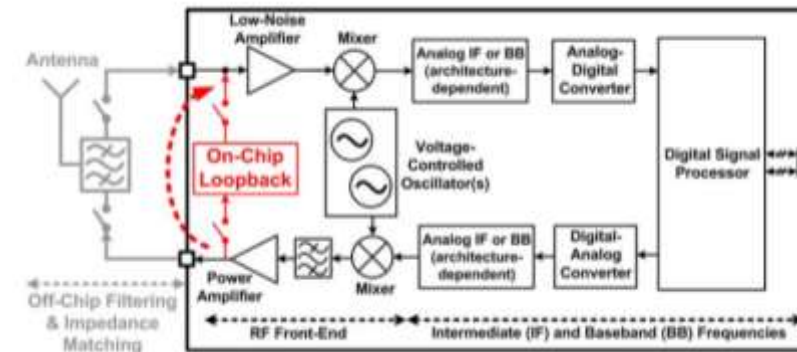 Low-Noise
Amplifier
Mixer
Antenna
Analog IF or BB
(architecture-
dependent)
Analog-
Digital
Converter
On-Chip
Loopback
Voltage-
Controlled
Oscillator(s)
Digital Signal
Processor
Power
Amplifier
Mixer
Analog IF or BB
(architecture-
dependent)
Digital-
Analog
Converter
Off-Chip Filtering
& Impedance
Matching
RF Front-End
Intermediate (IF) and Baseband (BB) Frequencies